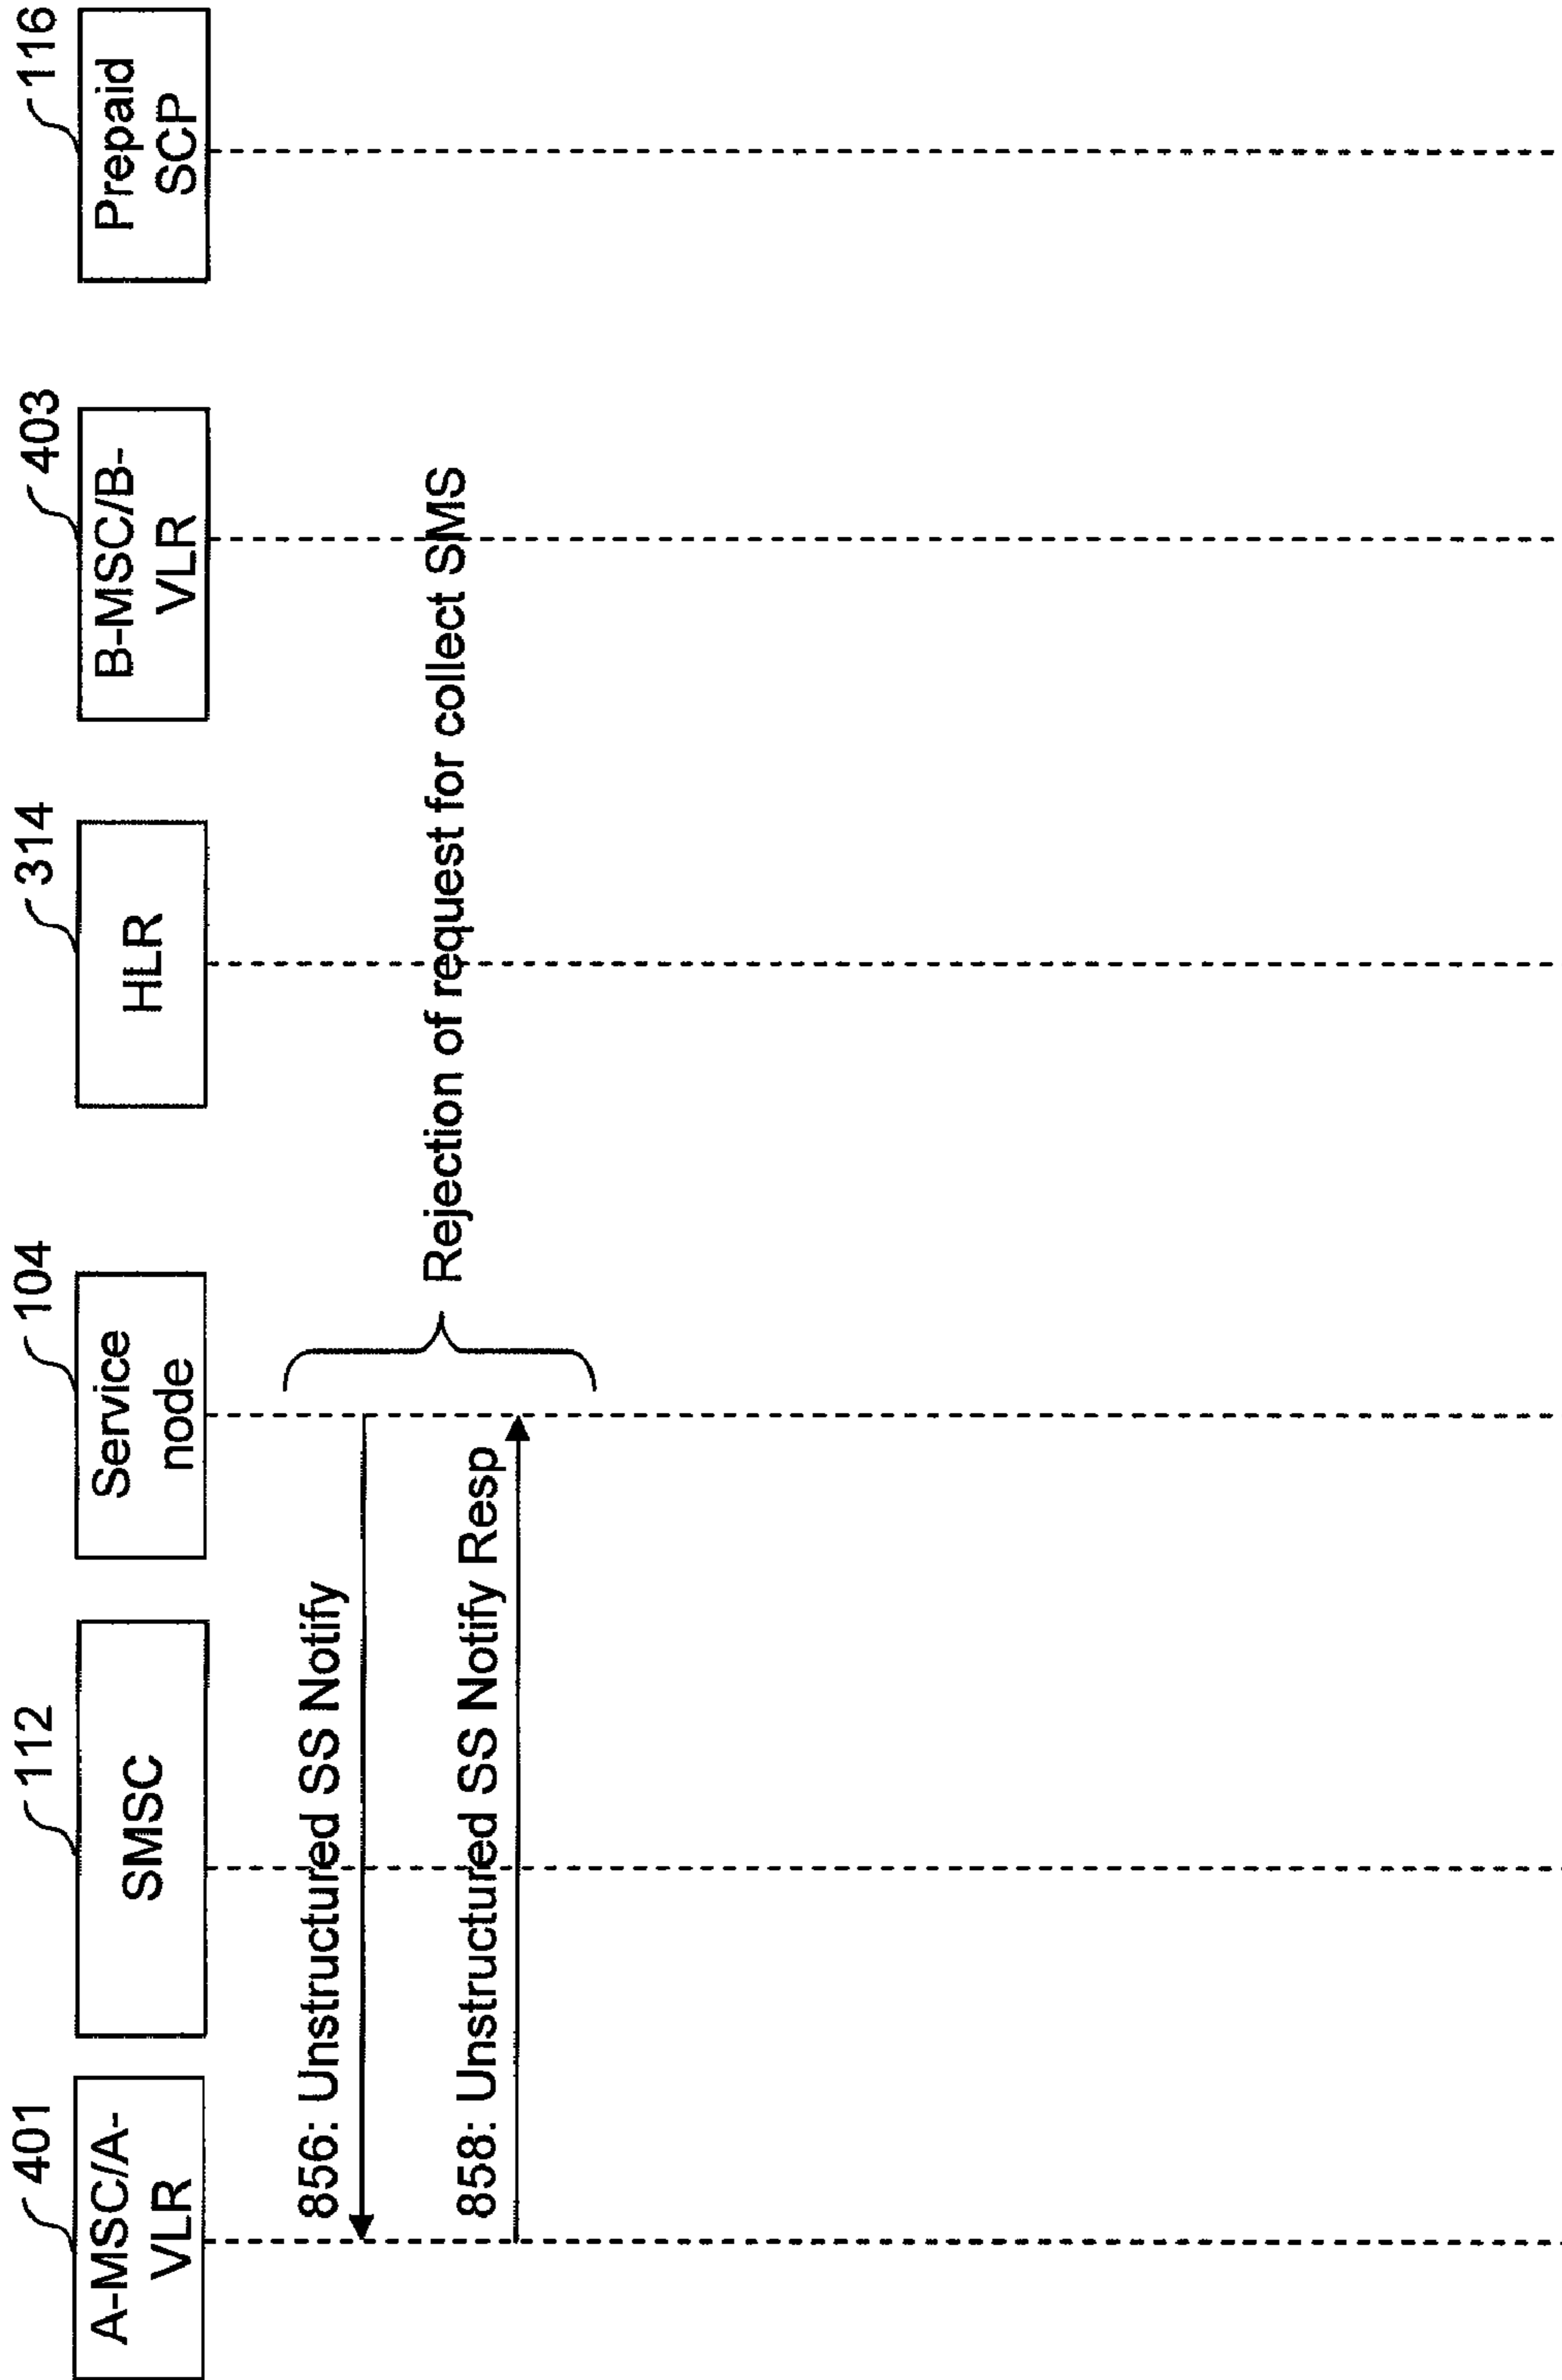 401
A-MSC/A-
VLR
112
SMSC
104
Service
node
314
HLR
403
B-MSC/B-
VLR
116
Prepaid
SCP
856: Unstructured SS Notify
858: Unstructured SS Notify Resp
Rejection of request for collect SMS